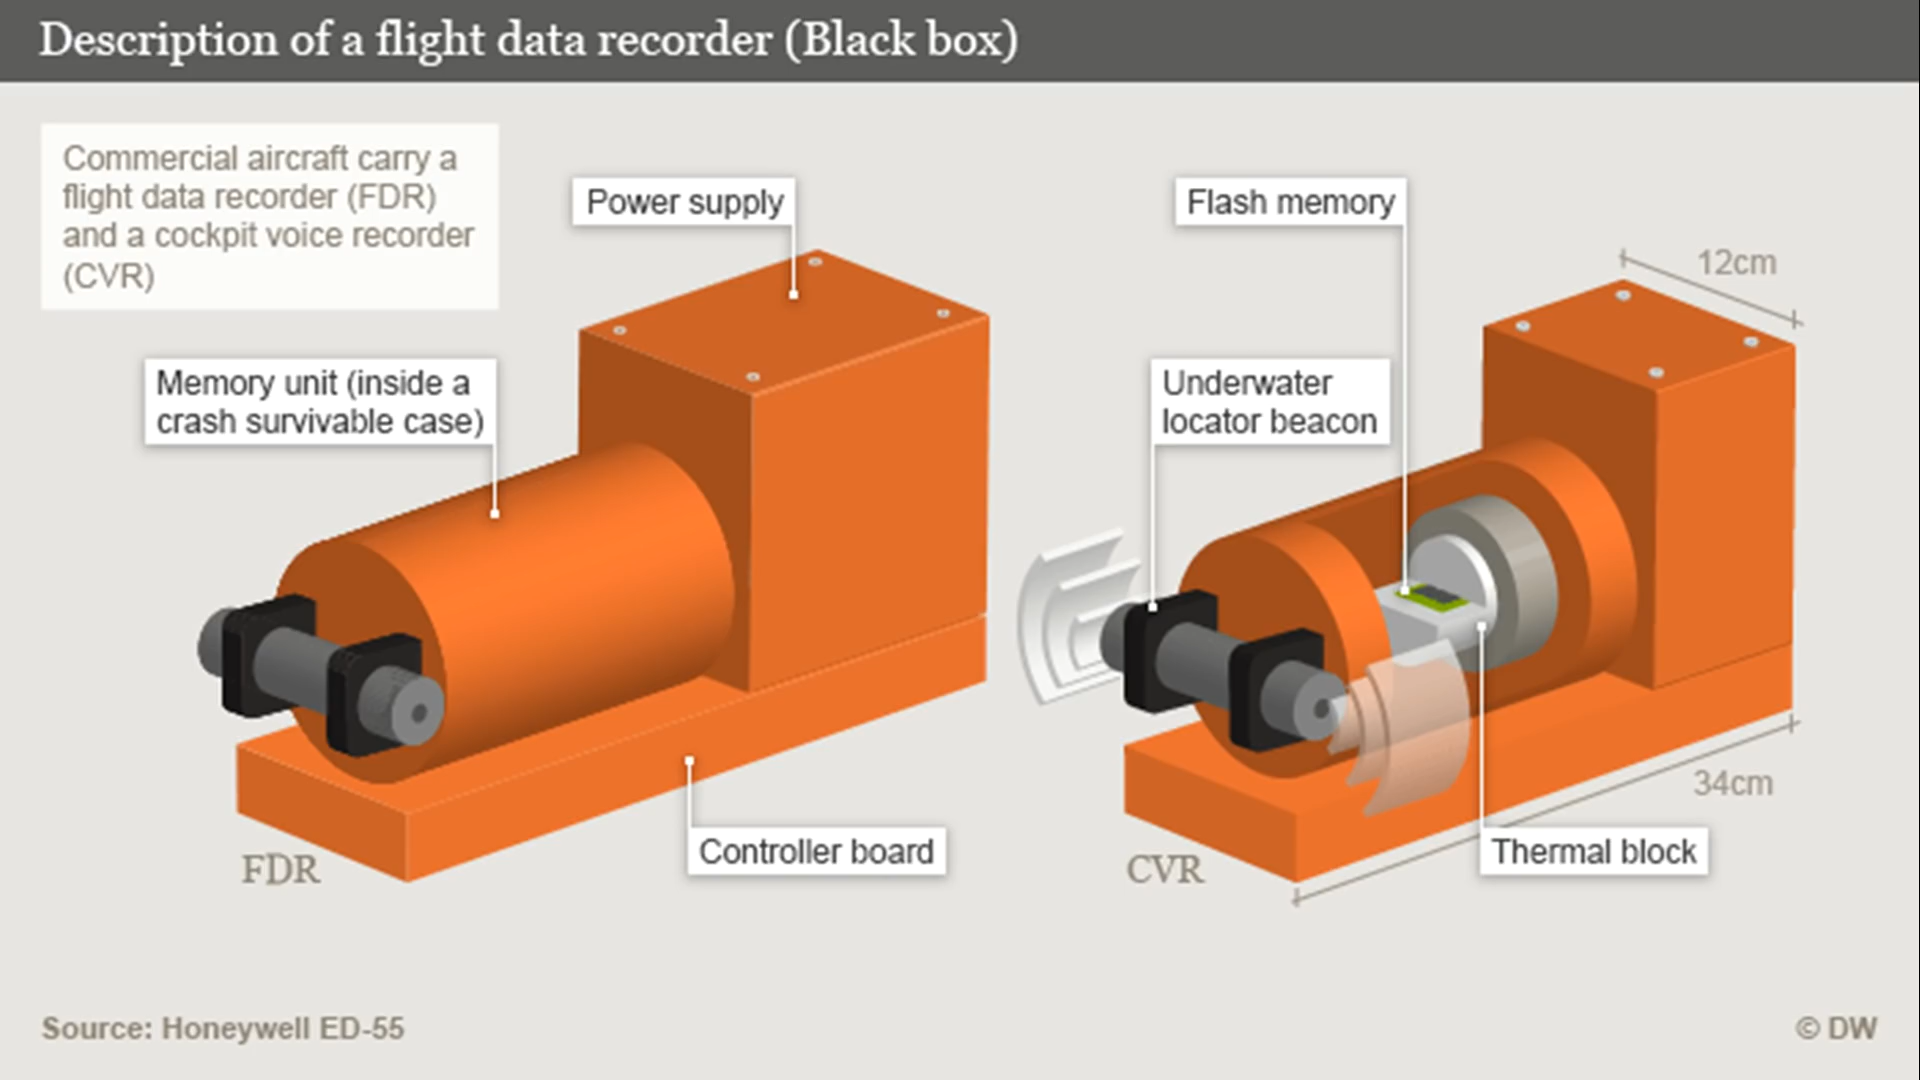 Description of a flight data recorder (Black box)
Commercial aircraft carry a
flight data recorder (FDR)
and a cockpit voice recorder
(CVR)
Power supply
Flash memory
12cm
Memory unit (inside a
crash survivable case)
Underwater
locator beacon
34cm
Controller board
Thermal block
FDR
CVR
Source: Honeywell ED-55
© DW